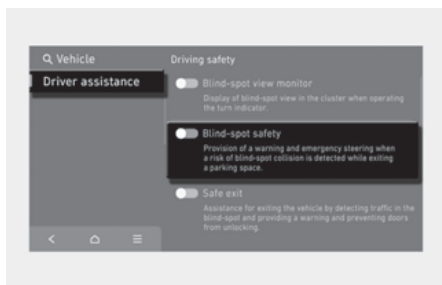 Vehicle
Driving safety
Driver assistance
Blind-spot view monitor
Display of blind-spot view in the cluster when operating
the turn indicator.
Blind-spot safety
Provision of a warning and emergency steering when
a risk of blind-spot collision is detected while exiting
a parking space.
Safe exit
Assistance for exiting the vehicle by detecting traffic in the
blind-spot and providing a warning and preventing doors
from unlocking.